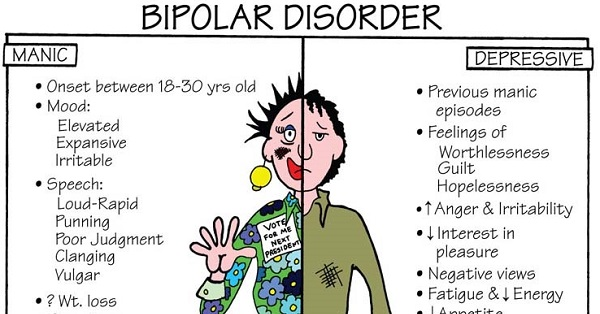 BIPOLAR DISORDER
MANIC
• Onset between 18-30 yrs old
• Mood:
Elevated
Expansive
Irritable
• Speech:
Loud-Rapid
Punning
Poor Judgment
Clanging
Vulgar
• ? Wt. loss
VOTE
FOR ME
NEXT
PRESIDENT
DEPRESSIVE
• Previous manic
episodes
• Feelings of
Worthlessness
Guilt
Hopelessness
• ↑ Anger & Irritability
• ↓ Interest in
pleasure
• Negative views
• Fatigue & ↓ Energy
• ↓ Appetite